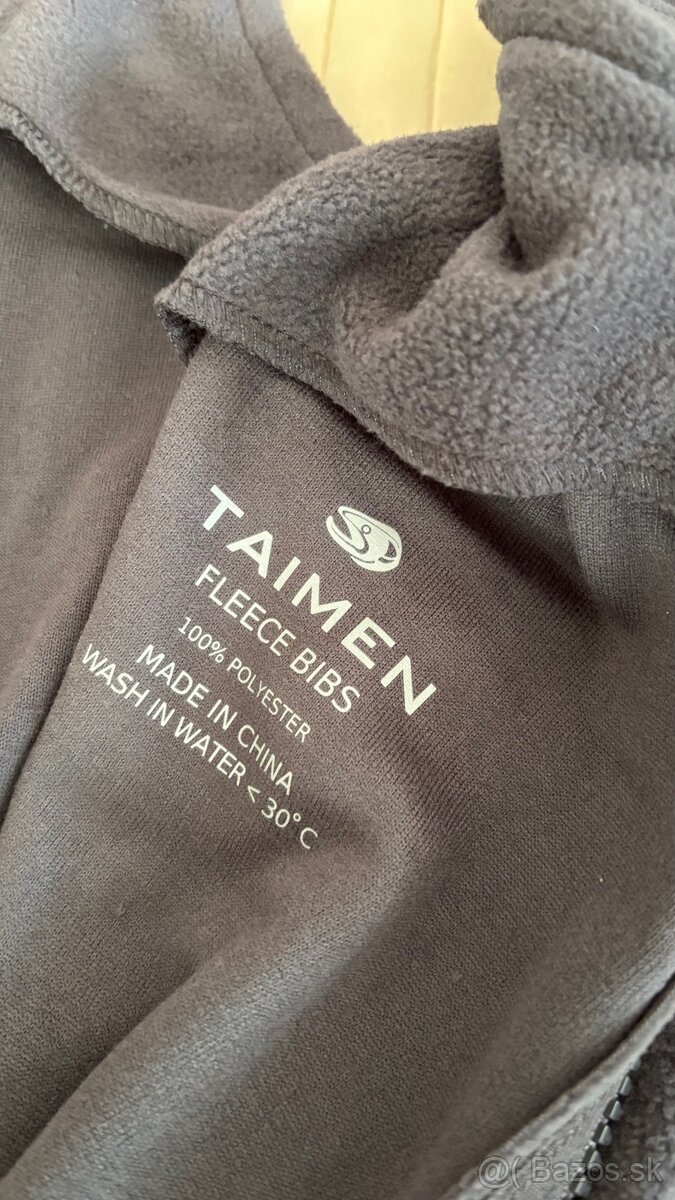 TAIMEN
FLEECE BIBS
100% POLYESTER
MADE IN CHINA
WASH IN WATER < 30°C
@( Bazos.sk